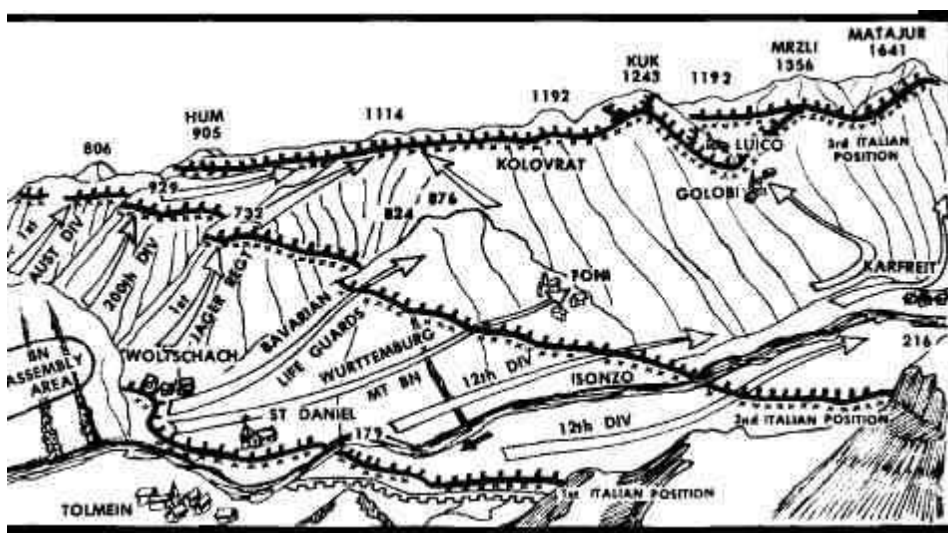 MATAJUR
1641
MRZLI
1356
KUK
1243
1192
1192
1114
HUM
905
806
929
732
824
876
KOLOVRAT
LUICO
3rd ITALIAN
POSITION
GOLOBI
KARFREIT
216
1st
AUST DIV
200th DIV
1st
JAGER REGT
BAVARIAN
LIFE GUARDS
WURTTEMBURG
MT BN
FONI
12th DIV
ISONZO
12th DIV
2nd ITALIAN POSITION
BN
ASSEMBLY
AREA
WOLTSCHACH
ST DANIEL
179
1st ITALIAN POSITION
TOLMEIN